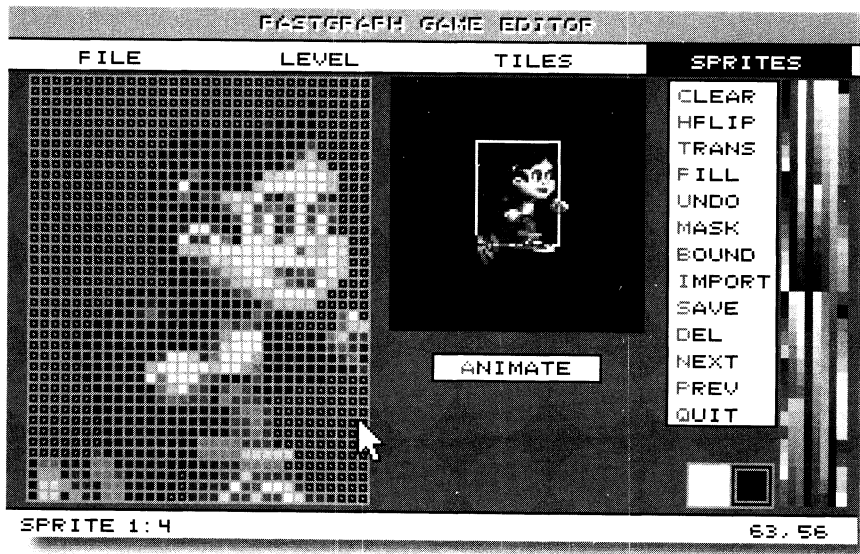 FASTGRAPH GAME EDITOR
FILE LEVEL TILES SPRITES
CLEAR
HFLIP
TRANS
FILL
UNDO
MASK
BOUND
IMPORT
SAVE
DEL
NEXT
PREV
QUIT
ANIMATE
SPRITE 1:4
63,56